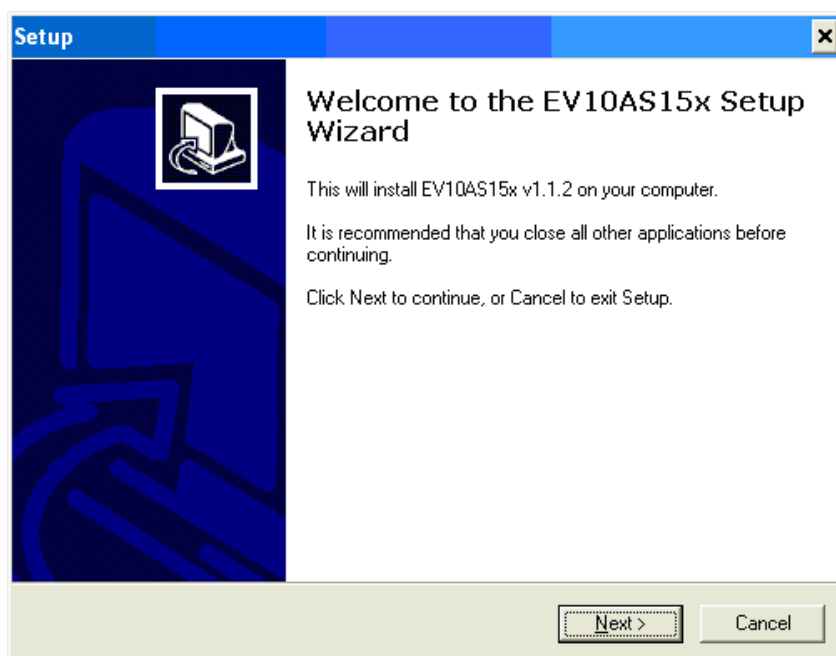 Setup
Welcome to the EV10AS15x Setup
Wizard
This will install EV10AS15x v1.1.2 on your computer.
It is recommended that you close all other applications before
continuing.
Click Next to continue, or Cancel to exit Setup.
Next >
Cancel